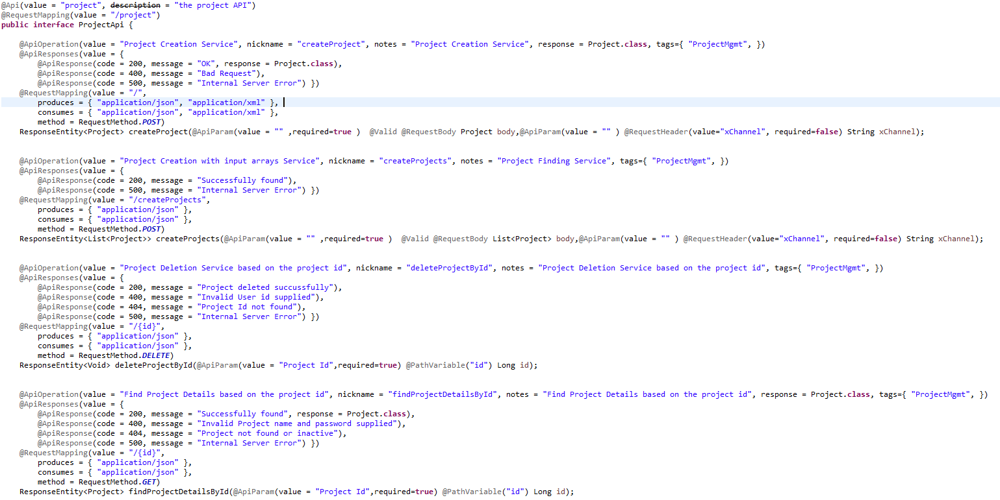 @Api(value = "project", description = "the project API")
@RequestMapping(value = "/project")
public interface ProjectApi {
@ApiOperation(value = "Project Creation Service", nickname = "createProject", notes = "Project Creation Service", response = Project.class, tags={ "ProjectMgmt", })
@ApiResponses(value = {
@ApiResponse(code = 200, message = "OK", response = Project.class),
@ApiResponse(code = 400, message = "Bad Request"),
@ApiResponse(code = 500, message = "Internal Server Error") })
@RequestMapping(value = "/",
produces = { "application/json", "application/xml" },
consumes = { "application/json", "application/xml" },
method = RequestMethod.POST)
ResponseEntity<Project> createProject(@ApiParam(value = "" ,required=true )  @Valid @RequestBody Project body,@ApiParam(value = "" ) @RequestHeader(value="xChannel", required=false) String xChannel);
@ApiOperation(value = "Project Creation with input arrays Service", nickname = "createProjects", notes = "Project Finding Service", tags={ "ProjectMgmt", })
@ApiResponses(value = {
@ApiResponse(code = 200, message = "Successfully found"),
@ApiResponse(code = 500, message = "Internal Server Error") })
@RequestMapping(value = "/createProjects",
produces = { "application/json" },
consumes = { "application/json" },
method = RequestMethod.POST)
ResponseEntity<List<Project>> createProjects(@ApiParam(value = "" ,required=true )  @Valid @RequestBody List<Project> body,@ApiParam(value = "" ) @RequestHeader(value="xChannel", required=false) String xChannel);
@ApiOperation(value = "Project Deletion Service based on the project id", nickname = "deleteProjectById", notes = "Project Deletion Service based on the project id", tags={ "ProjectMgmt", })
@ApiResponses(value = {
@ApiResponse(code = 200, message = "Project deleted succussfully"),
@ApiResponse(code = 400, message = "Invalid User id supplied"),
@ApiResponse(code = 404, message = "Project Id not found"),
@ApiResponse(code = 500, message = "Internal Server Error") })
@RequestMapping(value = "/{id}",
produces = { "application/json" },
consumes = { "application/json" },
method = RequestMethod.DELETE)
ResponseEntity<Void> deleteProjectById(@ApiParam(value = "Project Id",required=true) @PathVariable("id") Long id);
@ApiOperation(value = "Find Project Details based on the project id", nickname = "findProjectDetailsById", notes = "Find Project Details based on the project id", response = Project.class, tags={ "ProjectMgmt", })
@ApiResponses(value = {
@ApiResponse(code = 200, message = "Successfully found", response = Project.class),
@ApiResponse(code = 400, message = "Invalid Project name and password supplied"),
@ApiResponse(code = 404, message = "Project not found or inactive"),
@ApiResponse(code = 500, message = "Internal Server Error") })
@RequestMapping(value = "/{id}",
produces = { "application/json" },
consumes = { "application/json" },
method = RequestMethod.GET)
ResponseEntity<Project> findProjectDetailsById(@ApiParam(value = "Project Id",required=true) @PathVariable("id") Long id);